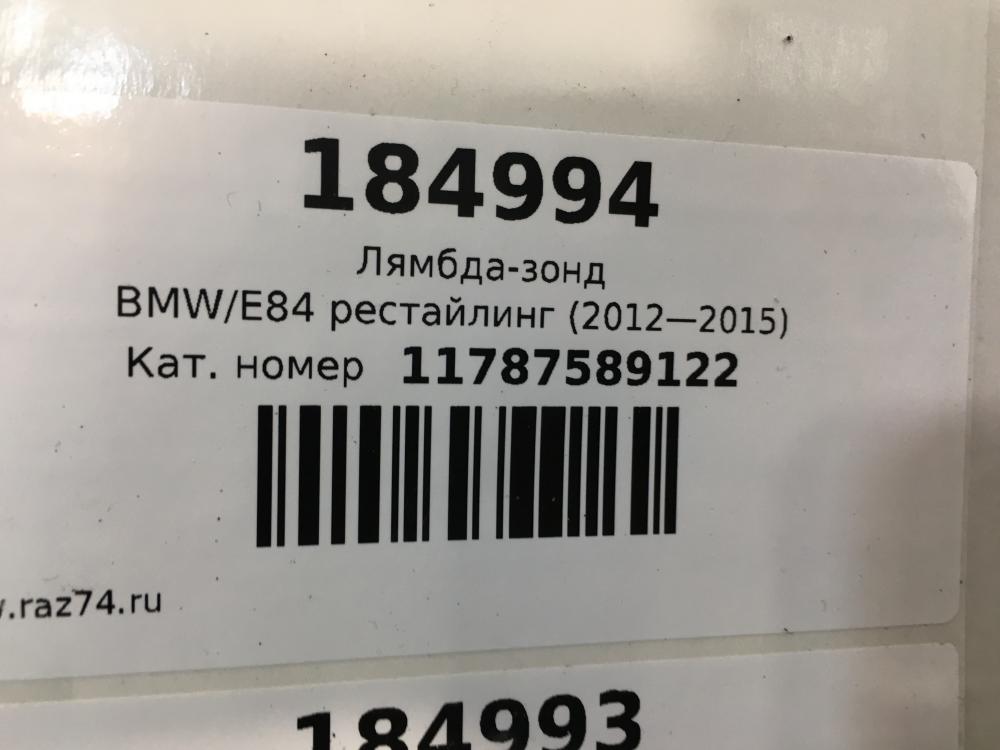 184994
Лямбда-зонд
BMW/E84 рестайлинг (2012—2015)
Кат. номер 11787589122
.raz74.ru
184993